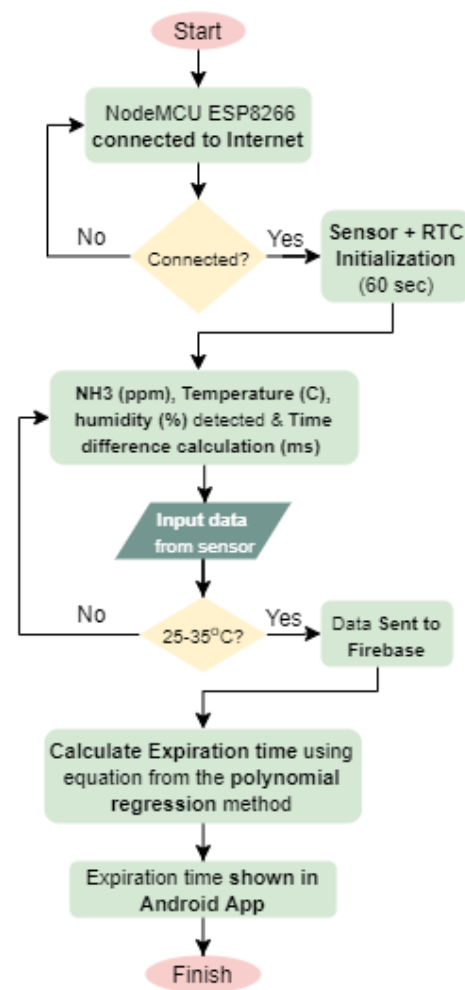 Start
NodeMCU ESP8266
connected to Internet
No
Connected?
Yes
Sensor + RTC
Initialization
(60 sec)
NH3 (ppm), Temperature (C),
humidity (%) detected & Time
difference calculation (ms)
Input data
from sensor
No
25-35°C?
Yes
Data Sent to
Firebase
Calculate Expiration time using
equation from the polynomial
regression method
Expiration time shown in
Android App
Finish